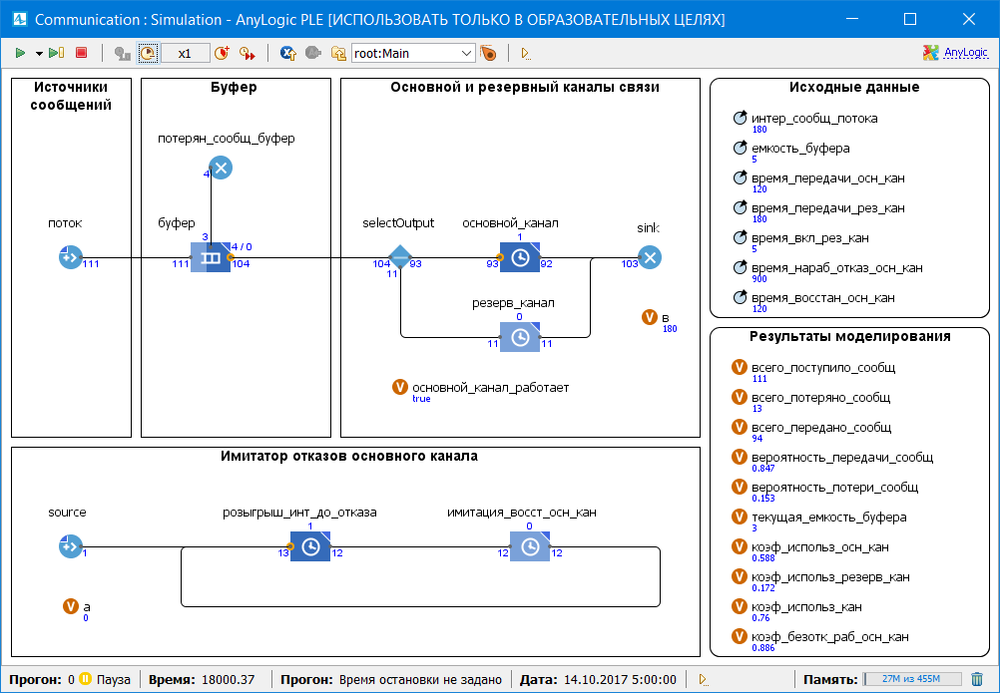 Communication : Simulation - AnyLogic PLE [ИСПОЛЬЗОВАТЬ ТОЛЬКО В ОБРАЗОВАТЕЛЬНЫХ ЦЕЛЯХ]
x1
root:Main
AnyLogic
Источники
сообщений
поток
111
Буфер
потерян_сообщ_буфер
4
буфер
3
4 / 0
111
104
Основной и резервный каналы связи
selectOutput
104
93
11
основной_канал
1
93
92
резерв_канал
0
11
11
sink
103
в
180
основной_канал_работает
true
Имитатор отказов основного канала
source
1
розыгрыш_инт_до_отказа
1
13
12
имитация_восст_осн_кан
0
12
12
а
0
Исходные данные
интер_сообщ_потока
180
емкость_буфера
5
время_передачи_осн_кан
120
время_передачи_рез_кан
180
время_вкл_рез_кан
5
время_нараб_отказ_осн_кан
900
время_восстан_осн_кан
120
Результаты моделирования
всего_поступило_сообщ
111
всего_потеряно_сообщ
13
всего_передано_сообщ
94
вероятность_передачи_сообщ
0.847
вероятность_потери_сообщ
0.153
текущая_емкость_буфера
3
коэф_использ_осн_кан
0.588
коэф_использ_резерв_кан
0.172
коэф_использ_кан
0.76
коэф_безотк_раб_осн_кан
0.886
Прогон: 0 Пауза Время: 18000.37 Прогон: Время остановки не задано Дата: 14.10.2017 5:00:00 Память: 27M из 455M